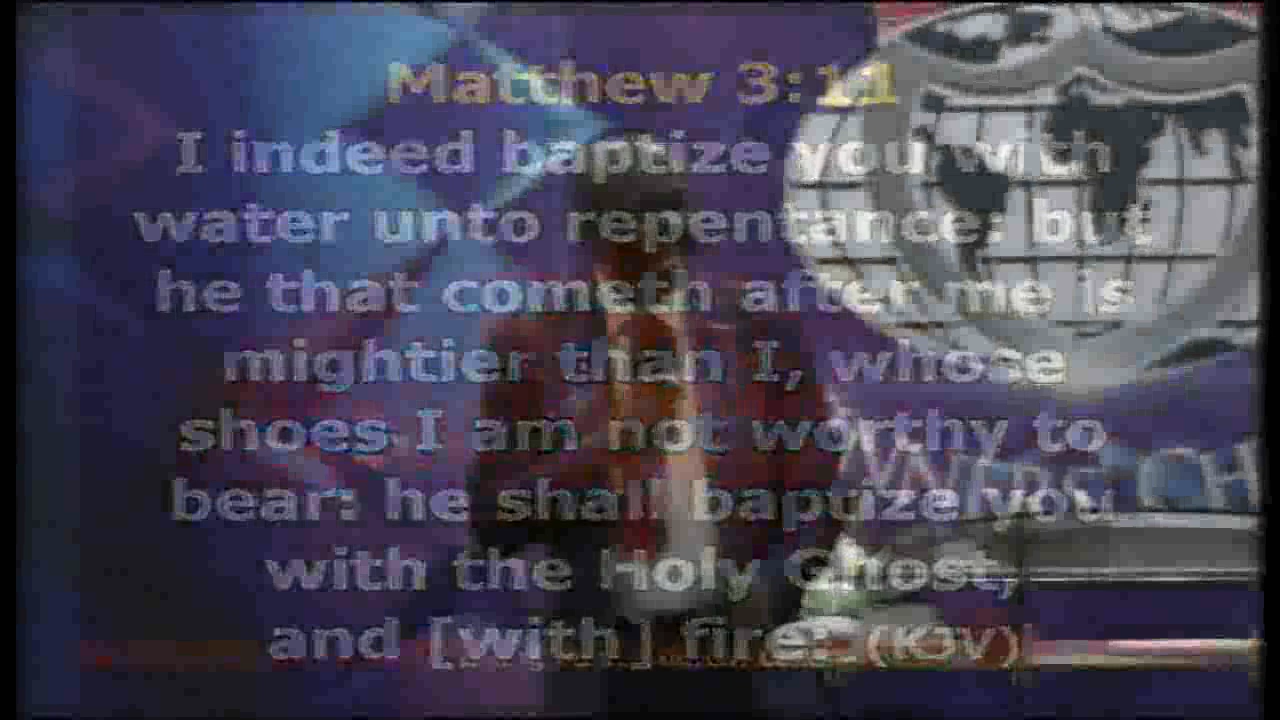 Matthew 3:11
I indeed baptize you with
water unto repentance: but
he that cometh after me is
mightier than I, whose
shoes I am not worthy to
bear: he shall baptize you
with the Holy Ghost,
and [with] fire: (KJV)